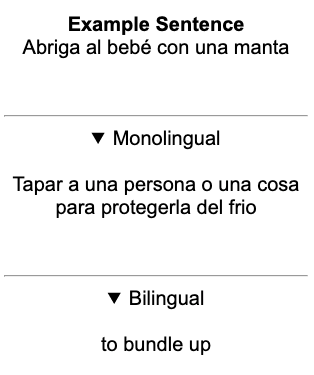 Example Sentence
Abriga al bebé con una manta
▼ Monolingual
Tapar a una persona o una cosa
para protegerla del frio
▼ Bilingual
to bundle up